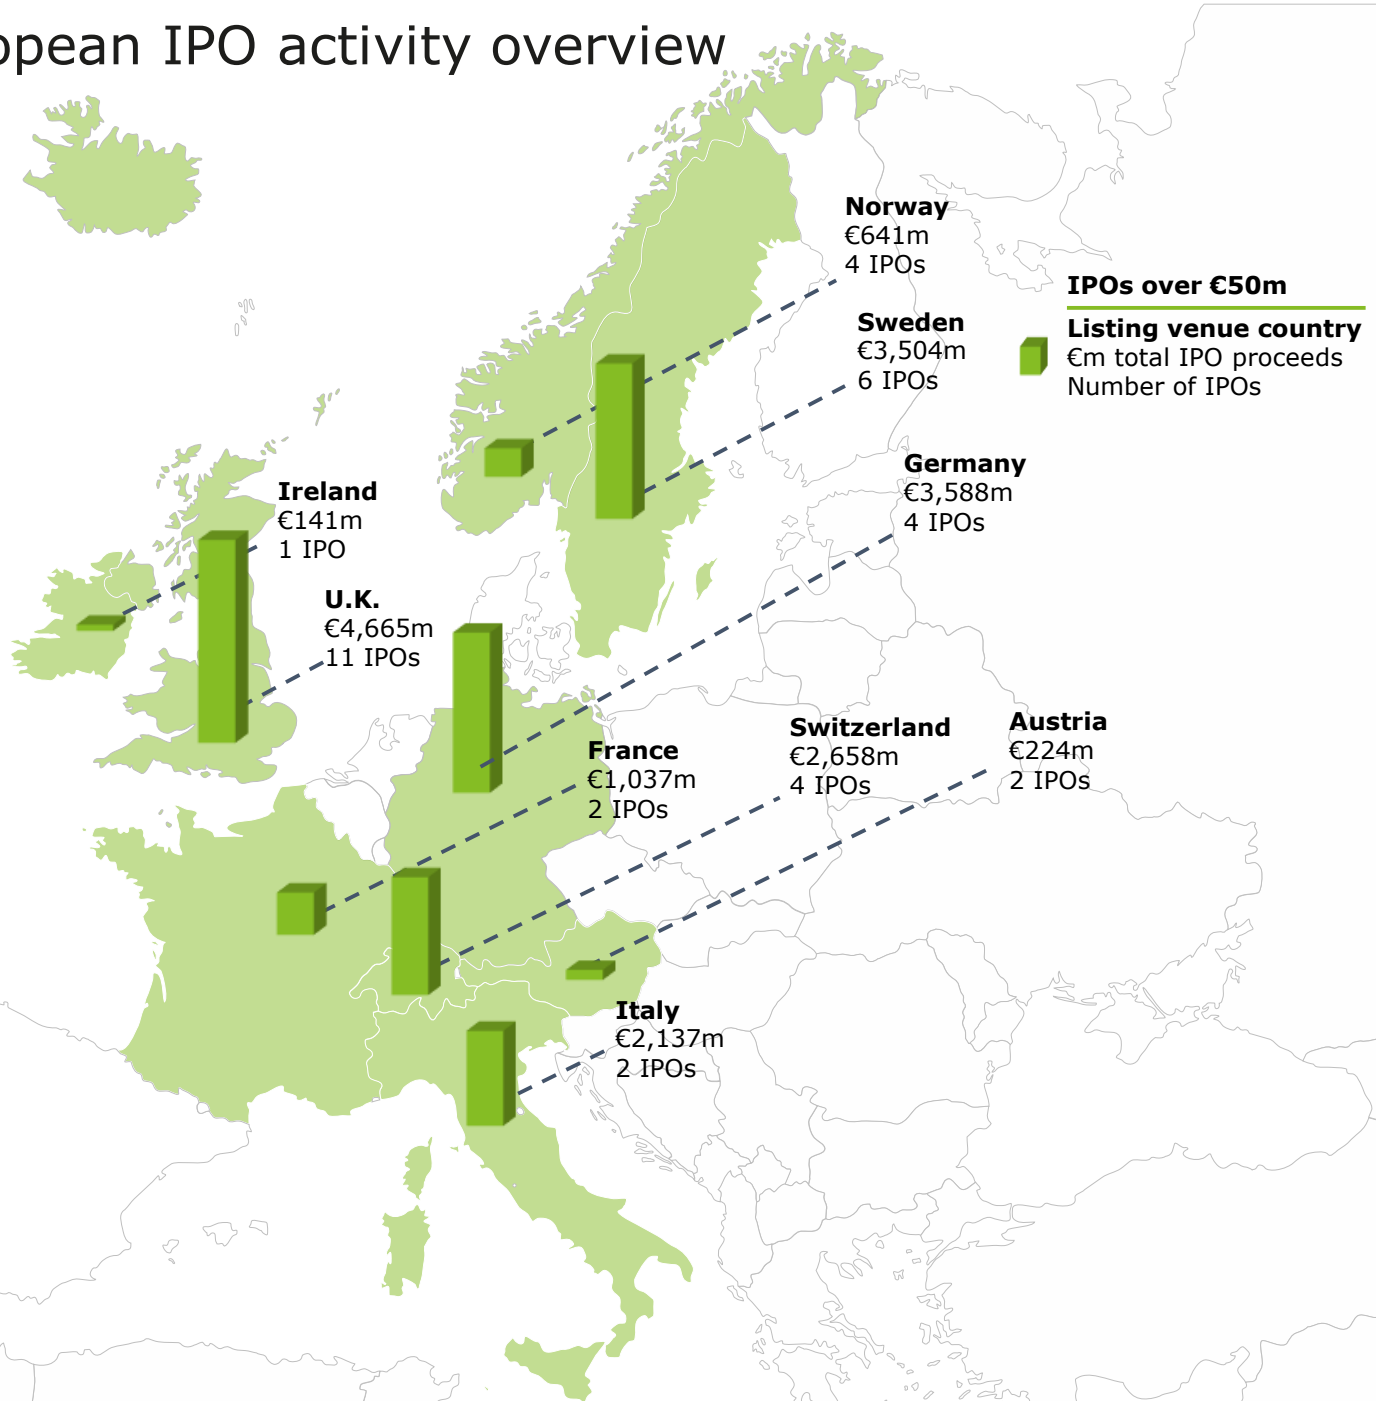 opean IPO activity overview
Norway
€641m
4 IPOs
IPOs over €50m
Listing venue country
€m total IPO proceeds
Number of IPOs
Sweden
€3,504m
6 IPOs
Germany
€3,588m
4 IPOs
Ireland
€141m
1 IPO
U.K.
€4,665m
11 IPOs
France
€1,037m
2 IPOs
Switzerland
€2,658m
4 IPOs
Austria
€224m
2 IPOs
Italy
€2,137m
2 IPOs